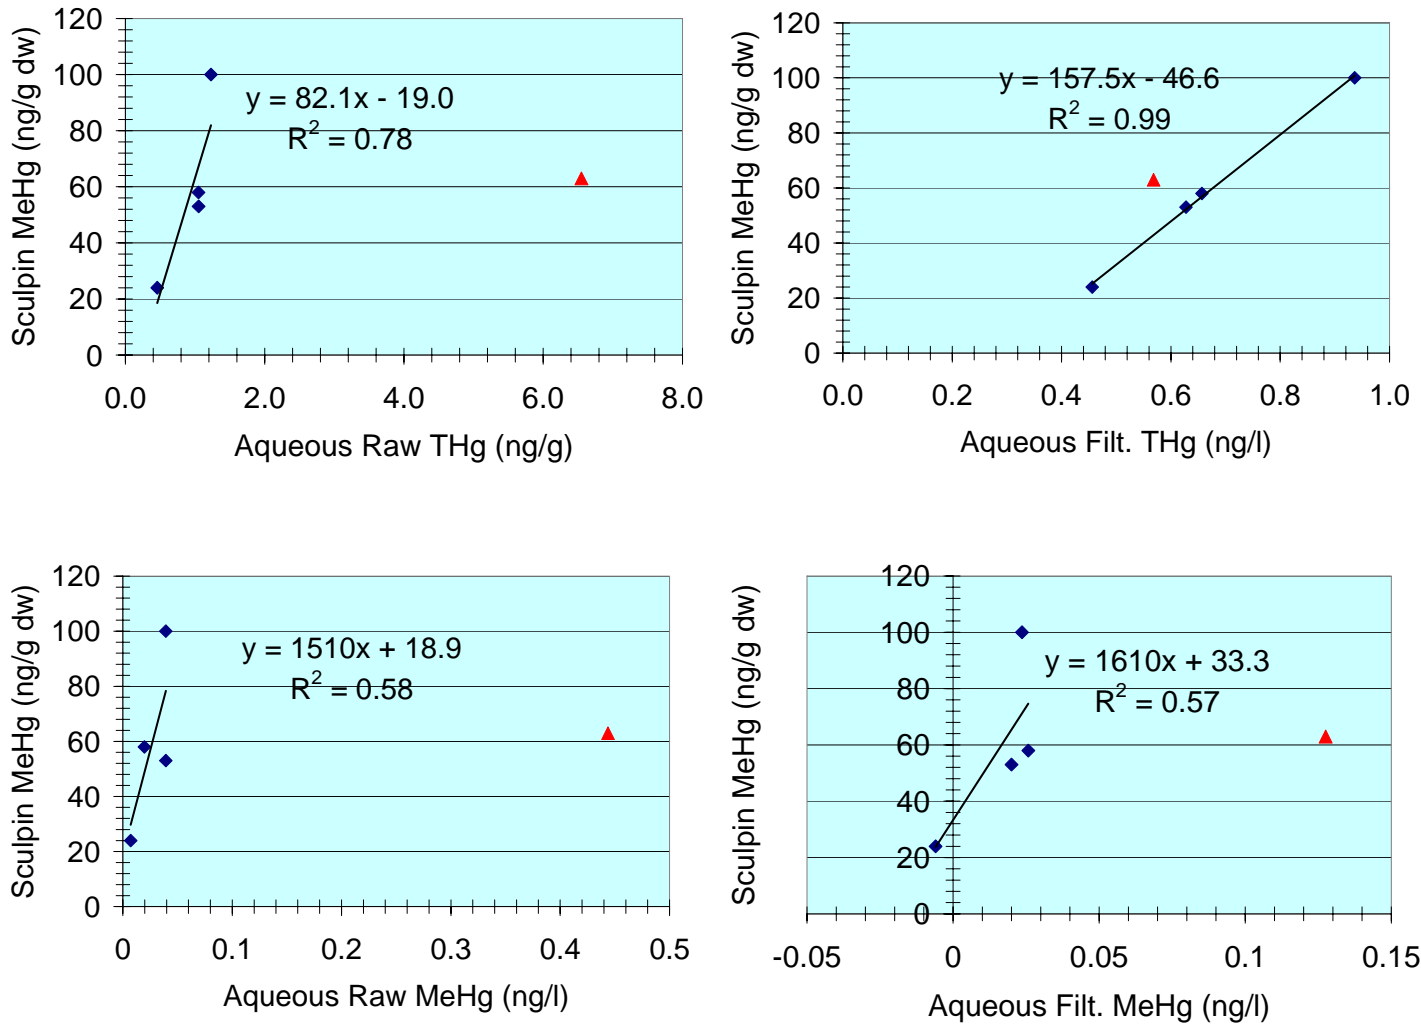 120
100
80
60
40
20
0
Sculpin MeHg (ng/g dw)
y = 82.1x - 19.0
R² = 0.78
0.0 2.0 4.0 6.0 8.0
Aqueous Raw THg (ng/g)
120
100
80
60
40
20
0
Sculpin MeHg (ng/g dw)
y = 157.5x - 46.6
R² = 0.99
0.0 0.2 0.4 0.6 0.8 1.0
Aqueous Filt. THg (ng/l)
120
100
80
60
40
20
0
Sculpin MeHg (ng/g dw)
y = 1510x + 18.9
R² = 0.58
0 0.1 0.2 0.3 0.4 0.5
Aqueous Raw MeHg (ng/l)
120
100
80
60
40
20
0
Sculpin MeHg (ng/g dw)
y = 1610x + 33.3
R² = 0.57
-0.05 0 0.05 0.1 0.15
Aqueous Filt. MeHg (ng/l)